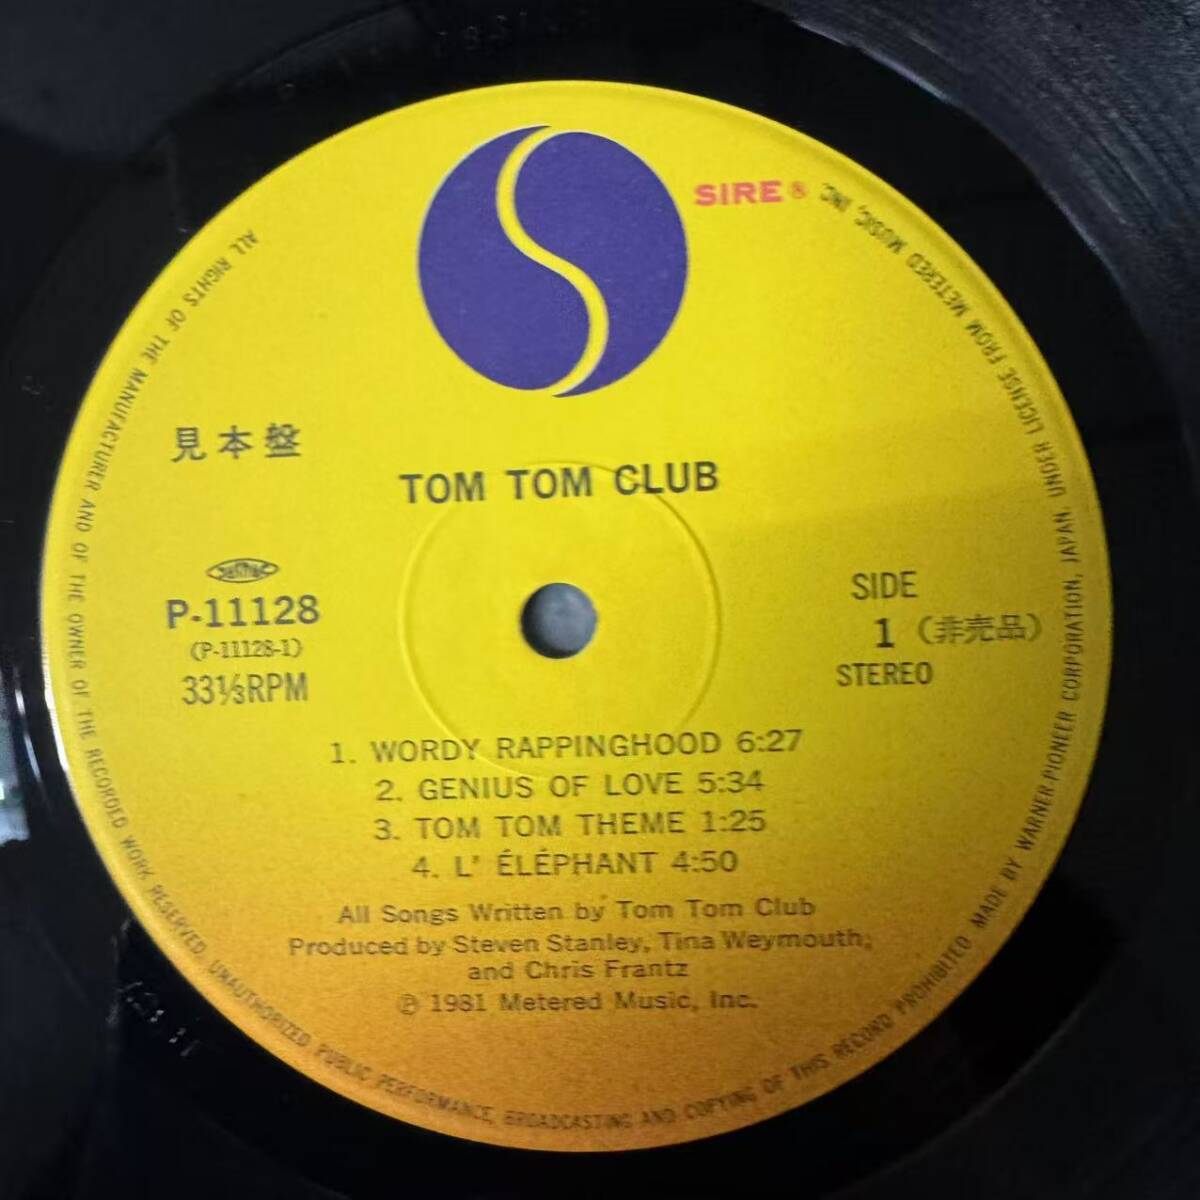 SIRE ®
見本盤
TOM TOM CLUB
JASRAC
P-11128
(P-11128-1)
33⅓RPM
SIDE
1 (非売品)
STEREO
1. WORDY RAPPINGHOOD 6:27
2. GENIUS OF LOVE 5:34
3. TOM TOM THEME 1:25
4. L' ÉLÉPHANT 4:50
All Songs Written by Tom Tom Club
Produced by Steven Stanley, Tina Weymouth,
and Chris Frantz
℗ 1981 Metered Music, Inc.
ALL RIGHTS OF THE MANUFACTURER AND OF THE OWNER OF THE RECORDED WORK RESERVED. UNAUTHORIZED PUBLIC PERFORMANCE, BROADCASTING AND COPYING OF THIS RECORD PROHIBITED MADE BY WARNER-PIONEER CORPORATION, JAPAN. UNDER LICENSE FROM METERED MUSIC, INC